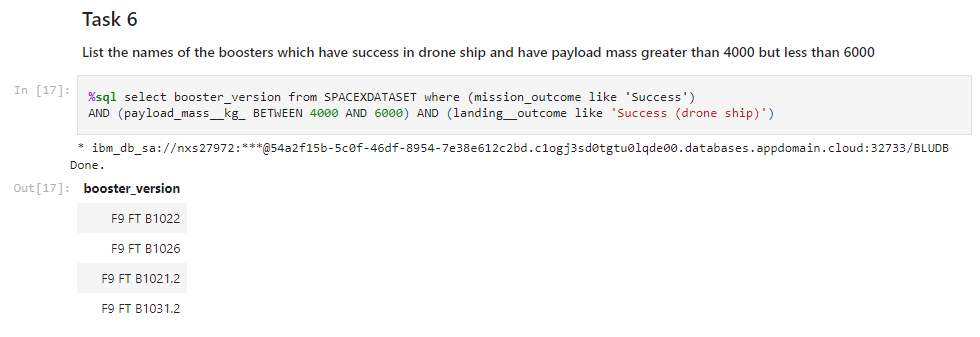 Task 6
List the names of the boosters which have success in drone ship and have payload mass greater than 4000 but less than 6000
In [17]: %sql select booster_version from SPACEXDATASET where (mission_outcome like 'Success')
AND (payload_mass__kg_ BETWEEN 4000 AND 6000) AND (landing__outcome like 'Success (drone ship)')
* ibm_db_sa://nxs27972:***@54a2f15b-5c0f-46df-8954-7e38e612c2bd.c1ogj3sd0tgtu0lqde00.databases.appdomain.cloud:32733/BLUDB
Done.
Out[17]: booster_version
F9 FT B1022
F9 FT B1026
F9 FT B1021.2
F9 FT B1031.2